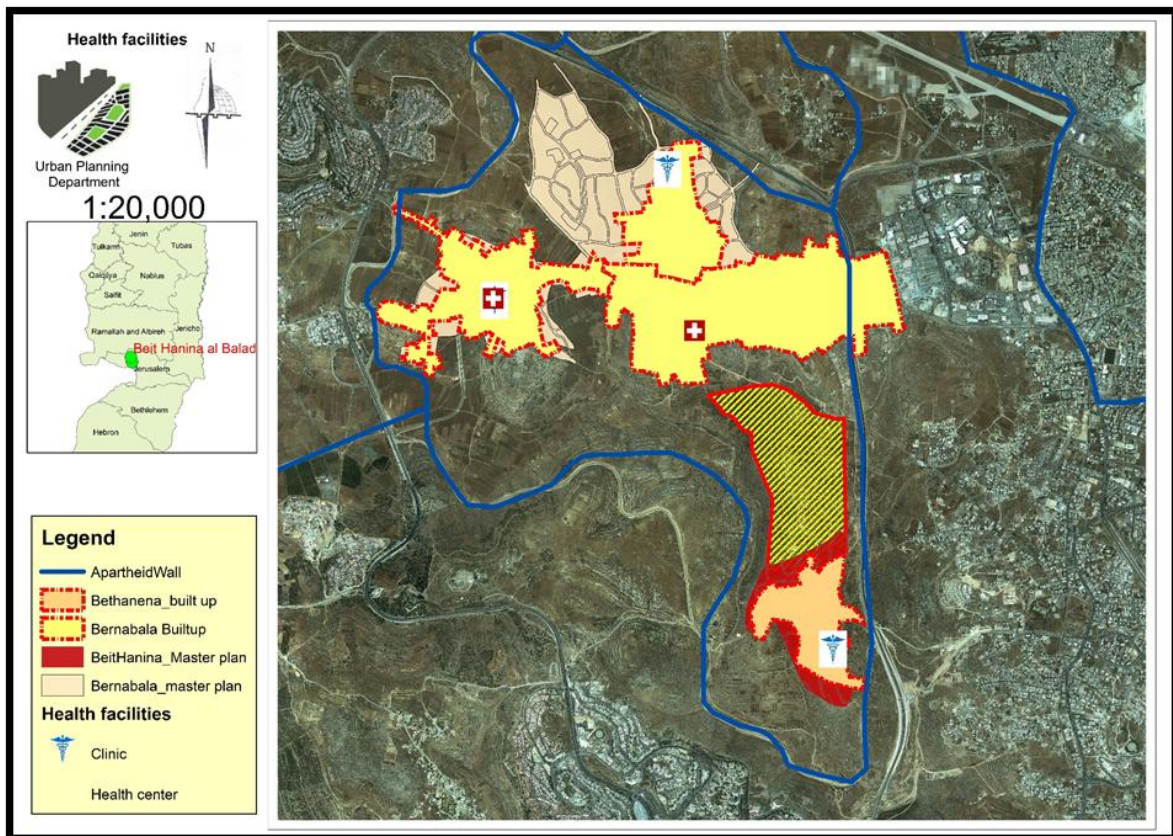 Health facilities
N
Urban Planning
Department
1:20,000
Jenin
Tulkarm
Tubas
Qalqilya
Nablus
Salfit
Ramallah and Albireh
Jericho
Beit Hanina al Balad
Jerusalem
Bethlehem
Hebron
Legend
ApartheidWall
Bethanena_built up
Bernabala Builtup
BeitHanina_Master plan
Bernabala_master plan
Health facilities
Clinic
Health center